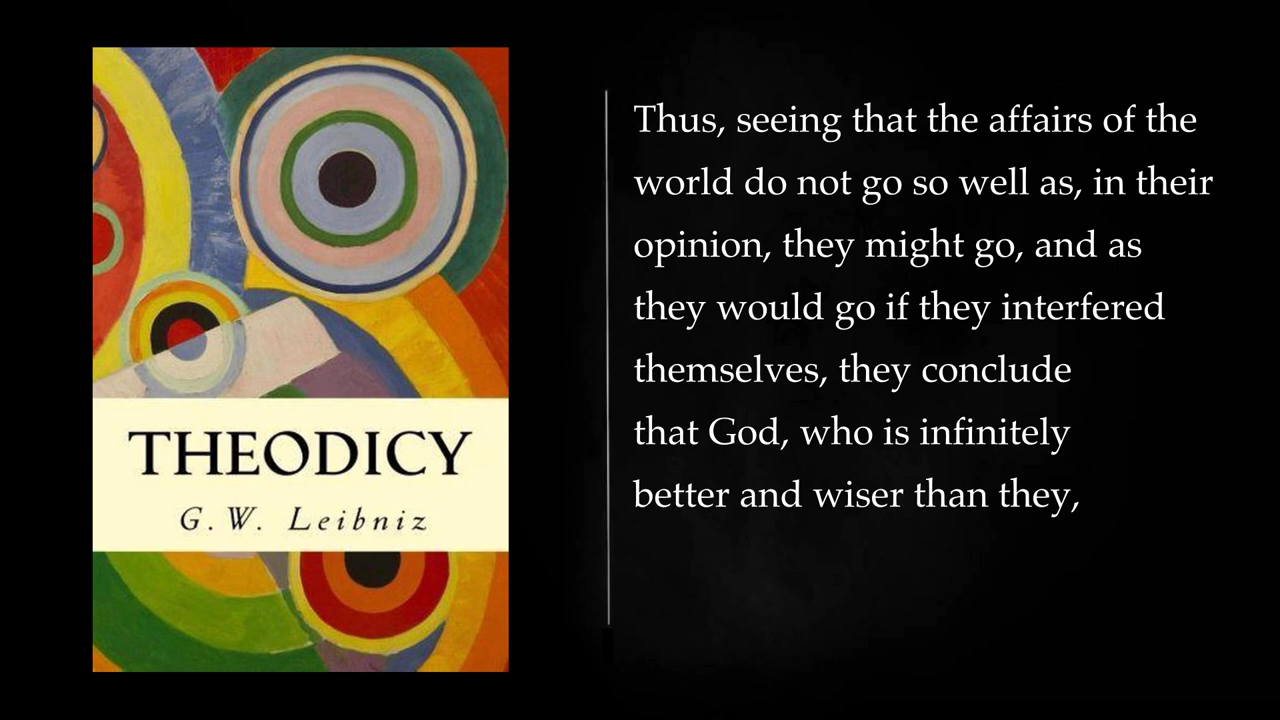 THEODICY
G. W. Leibniz
Thus, seeing that the affairs of the
world do not go so well as, in their
opinion, they might go, and as
they would go if they interfered
themselves, they conclude
that God, who is infinitely
better and wiser than they,